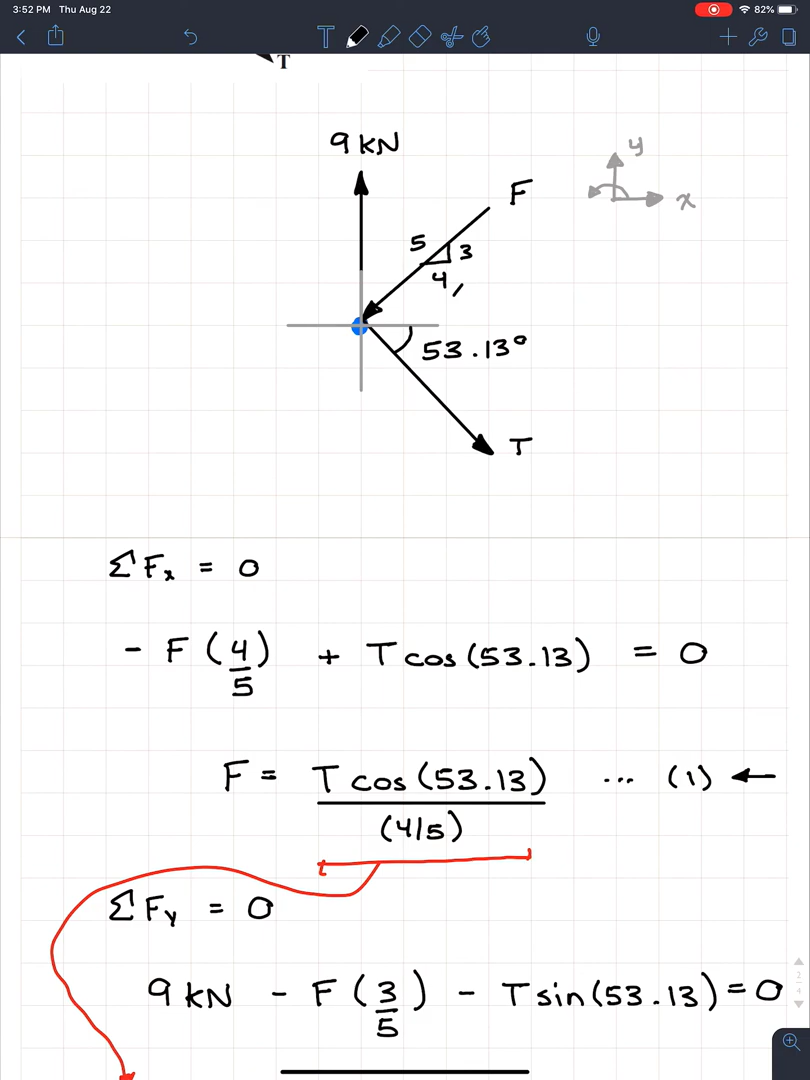 3:52 PM Thu Aug 22 82%
T
T
9 kN
y
x
F
5
3
4
53.13°
T
ΣFx = 0
- F (4/5) + T cos(53.13) = 0
F = T cos(53.13) / (4/5) ... (1) ←
ΣFy = 0
9 kN - F (3/5) - T sin(53.13) = 0
2
4